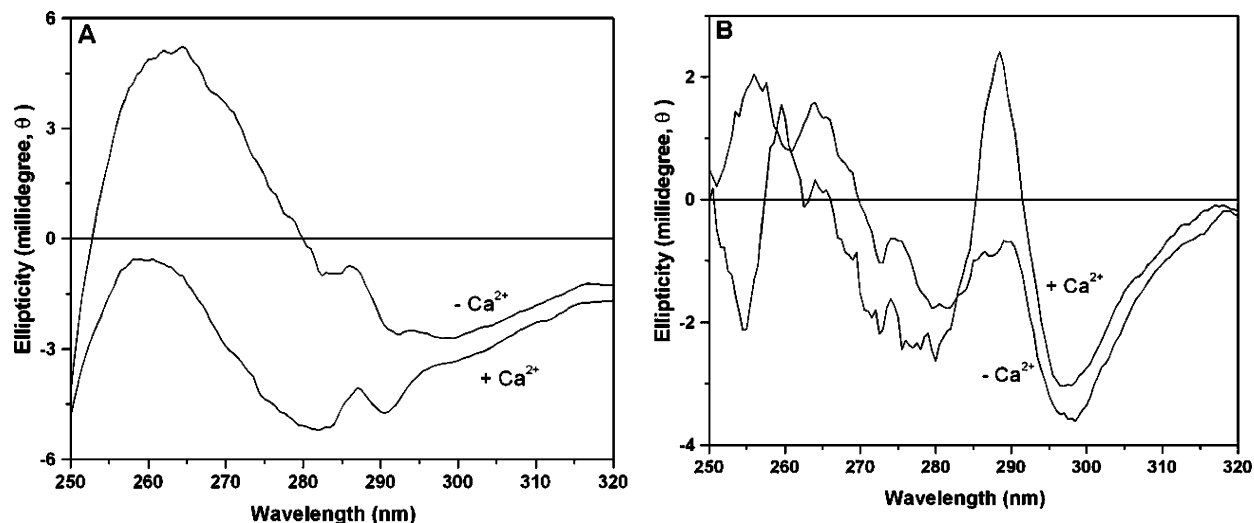 A
Ellipticity (millidegree, θ )
6
3
0
-3
-6
- Ca²⁺
+ Ca²⁺
250 260 270 280 290 300 310 320
Wavelength (nm)
B
Ellipticity (millidegree, θ )
2
0
-2
-4
+ Ca²⁺
- Ca²⁺
250 260 270 280 290 300 310 320
Wavelength (nm)